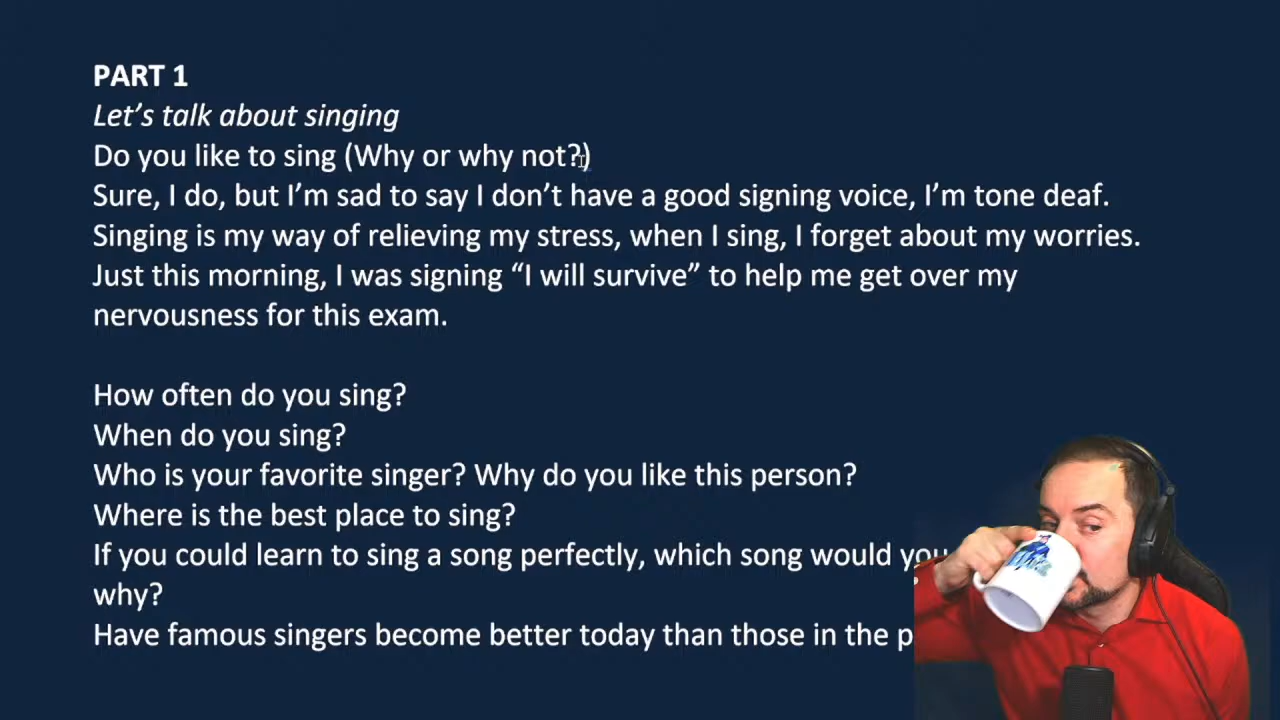 PART 1
Let's talk about singing
Do you like to sing (Why or why not?)
Sure, I do, but I'm sad to say I don't have a good signing voice, I'm tone deaf.
Singing is my way of relieving my stress, when I sing, I forget about my worries.
Just this morning, I was signing “I will survive” to help me get over my
nervousness for this exam.
How often do you sing?
When do you sing?
Who is your favorite singer? Why do you like this person?
Where is the best place to sing?
If you could learn to sing a song perfectly, which song would you
why?
Have famous singers become better today than those in the